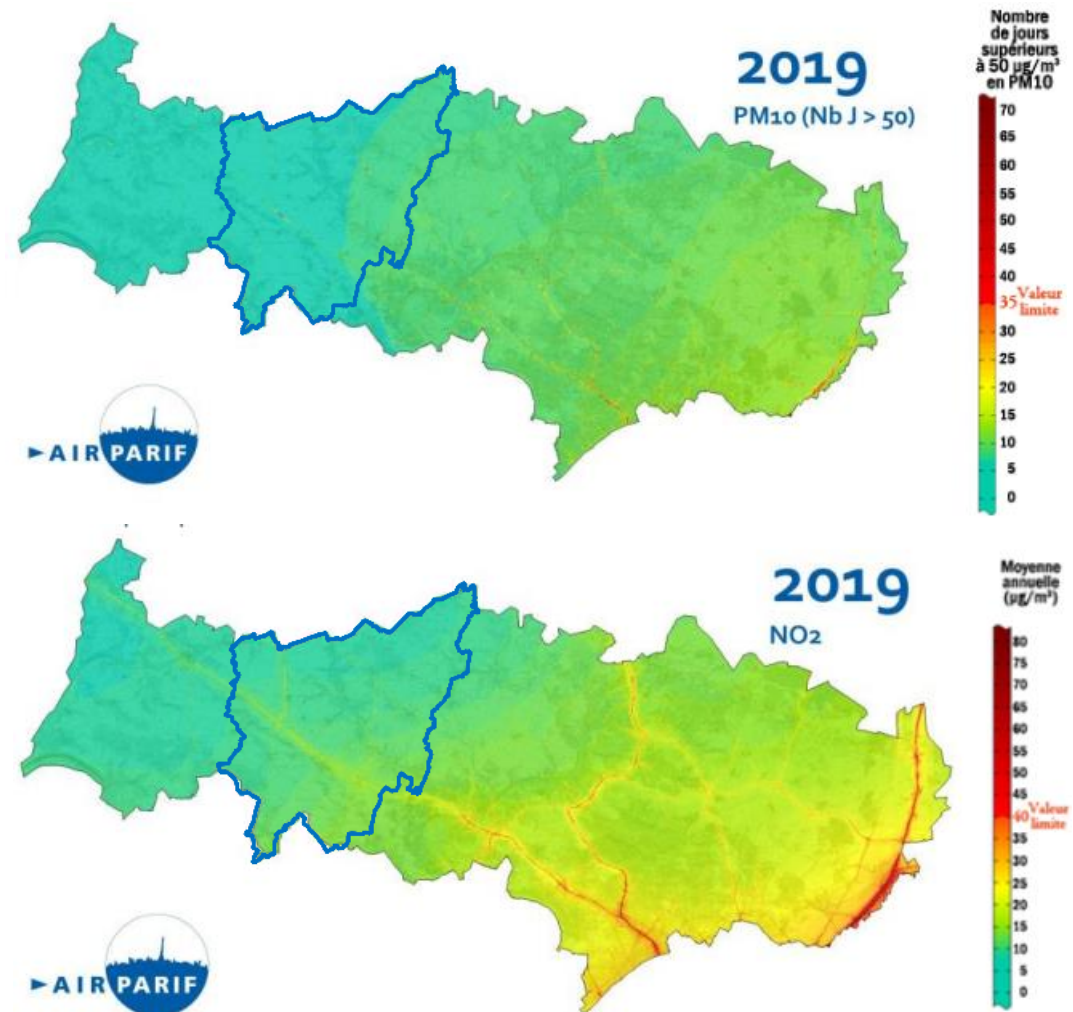 2019
PM10 (Nb J > 50)
Nombre
de jours
supérieurs
à 50 µg/m³
en PM10
70
65
60
55
50
45
40
35 Valeur
limite
30
25
20
15
10
5
0
AIR PARIF
2019
NO2
Moyenne
annuelle
(µg/m³)
80
75
70
65
60
55
50
45
40 Valeur
limite
35
30
25
20
15
10
5
0
AIR PARIF